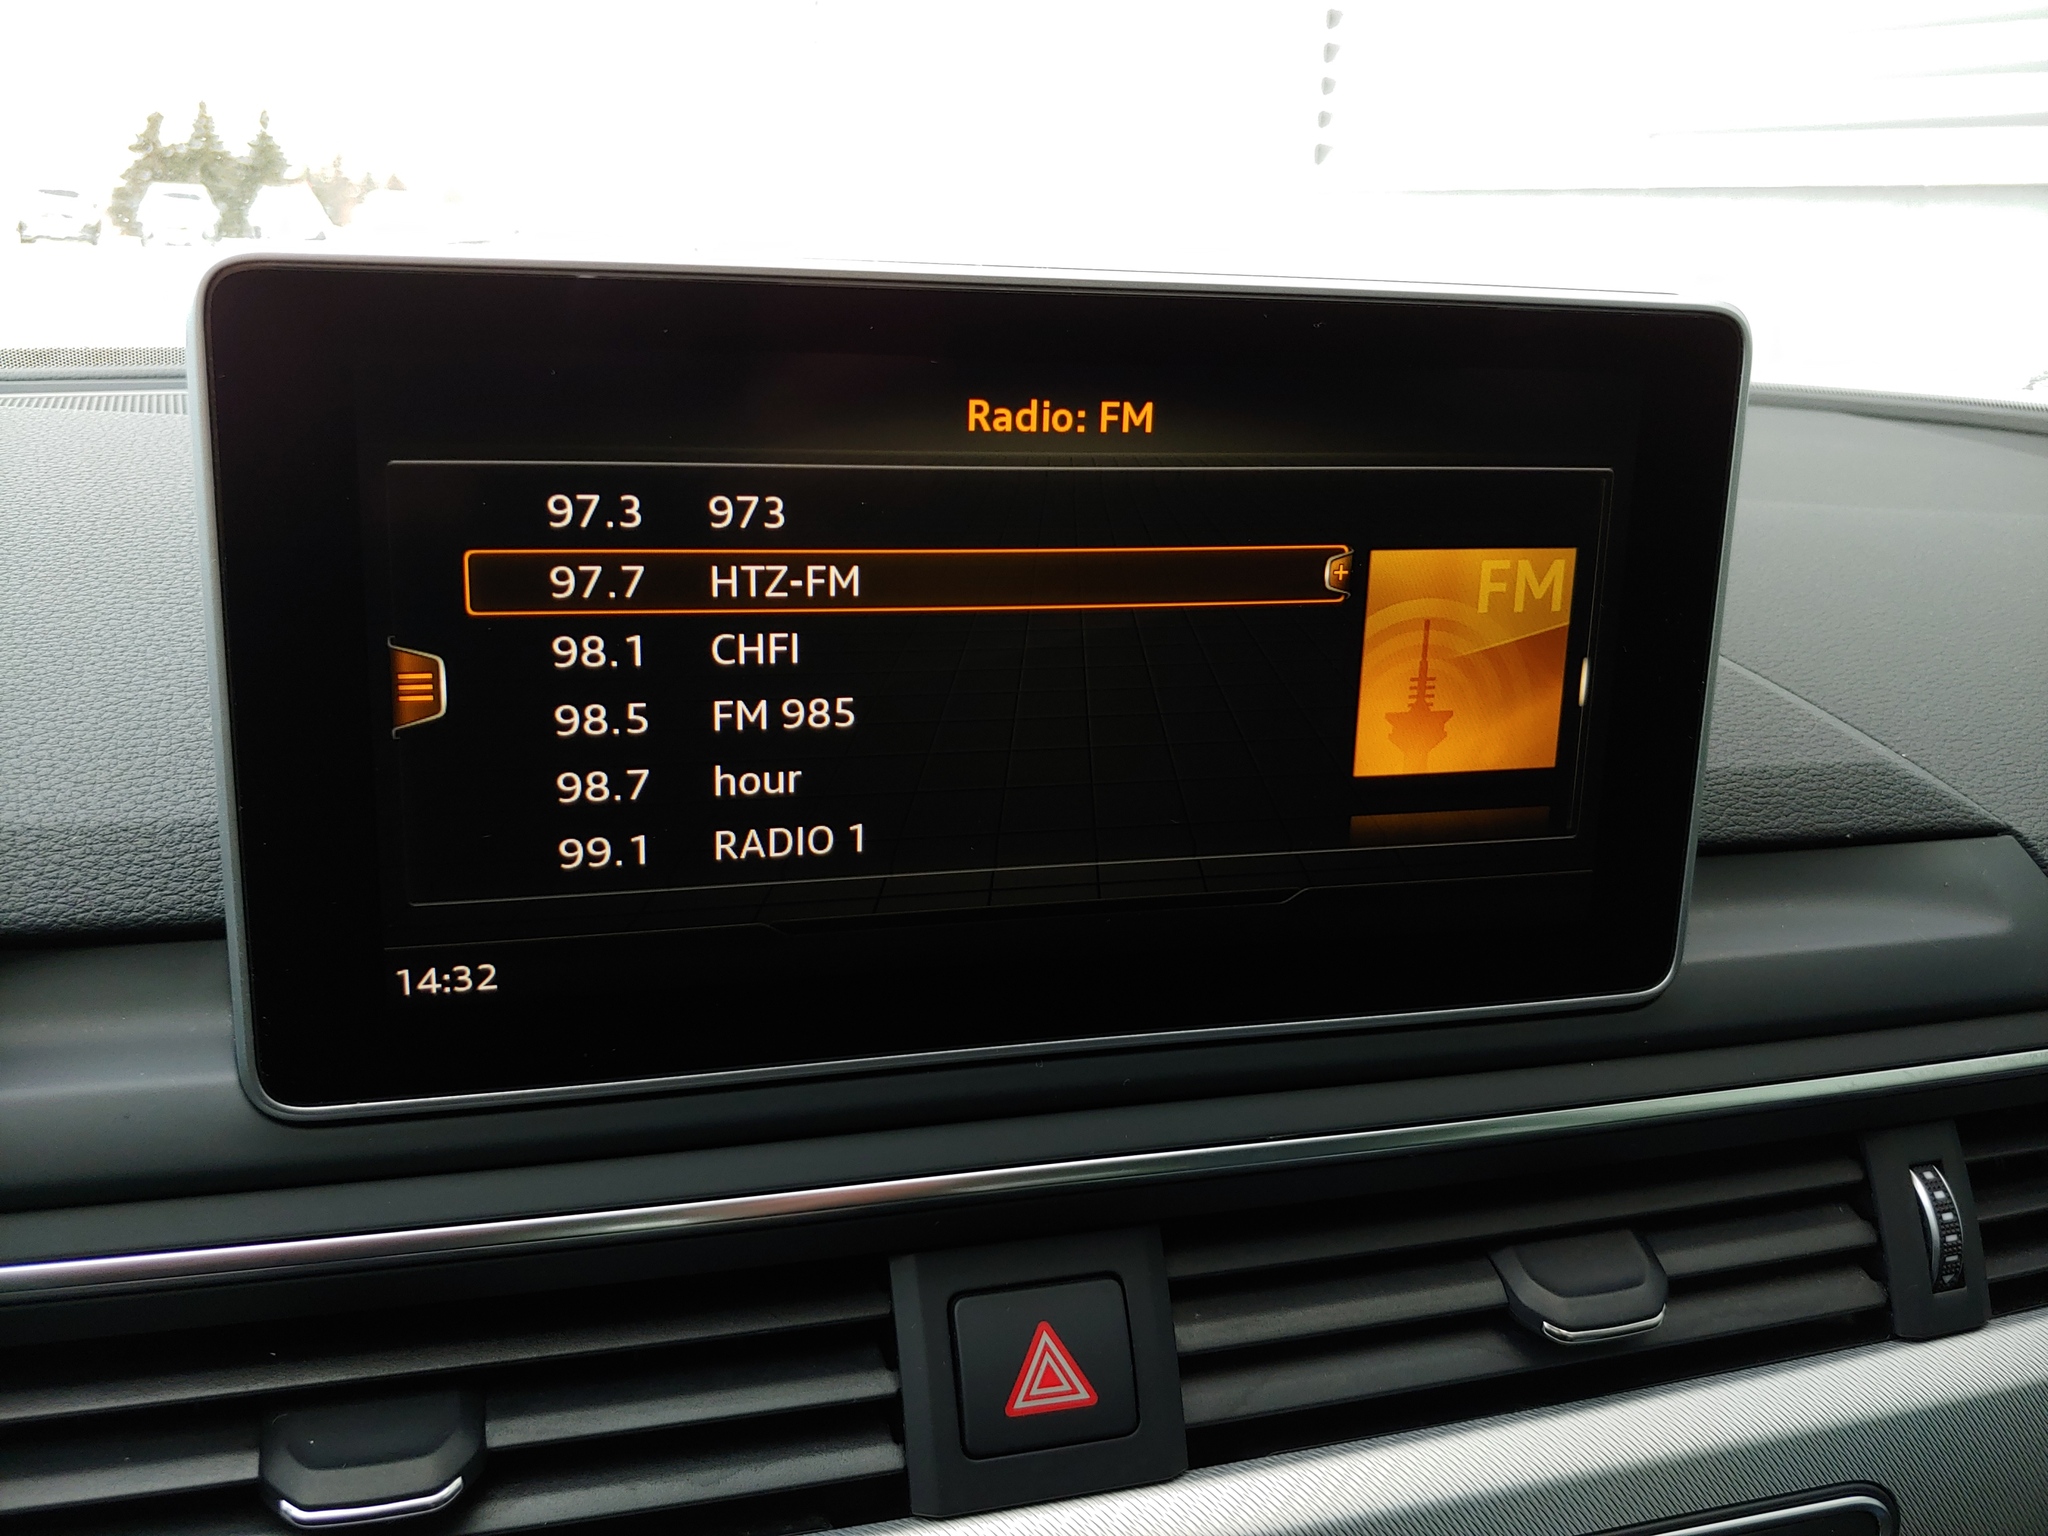 Radio: FM
97.3 973
97.7 HTZ-FM
98.1 CHFI
98.5 FM 985
98.7 hour
99.1 RADIO 1
FM
14:32